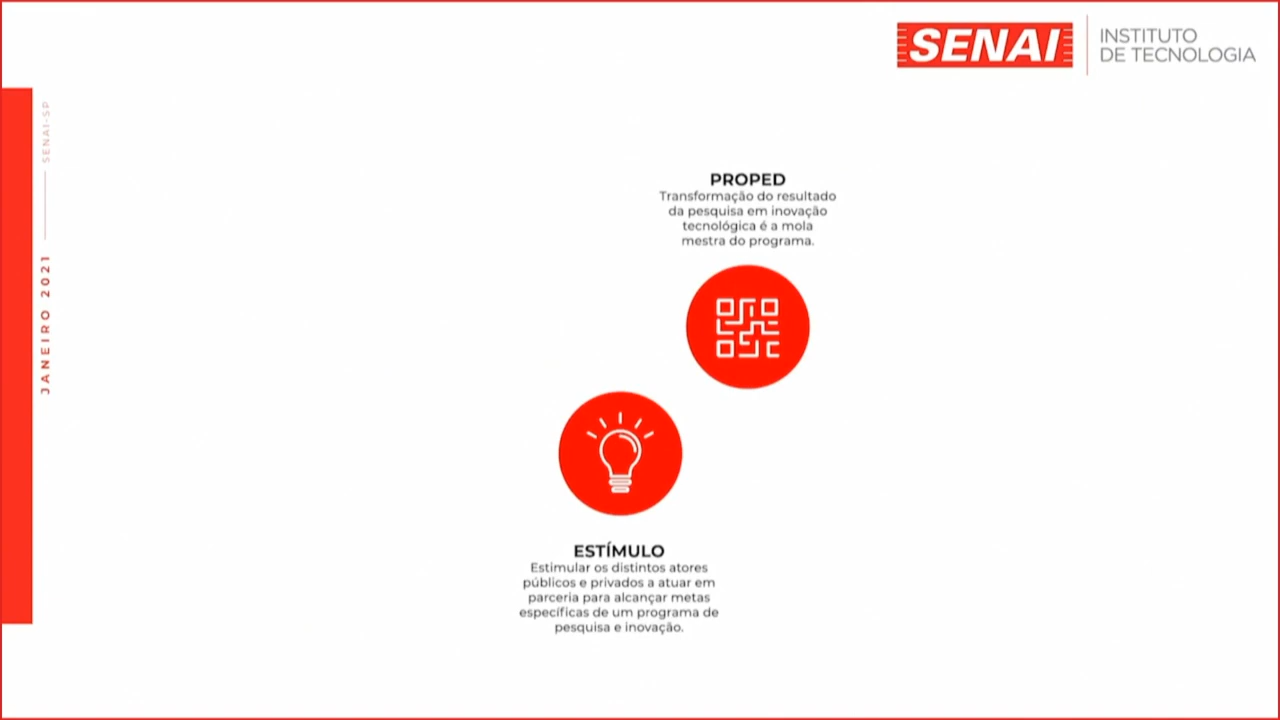 SENAI
INSTITUTO
DE TECNOLOGIA
JANEIRO 2021
SENAI-SP
PROPED
Transformação do resultado
da pesquisa em inovação
tecnológica é a mola
mestra do programa.
ESTÍMULO
Estimular os distintos atores
públicos e privados a atuar em
parceria para alcançar metas
específicas de um programa de
pesquisa e inovação.